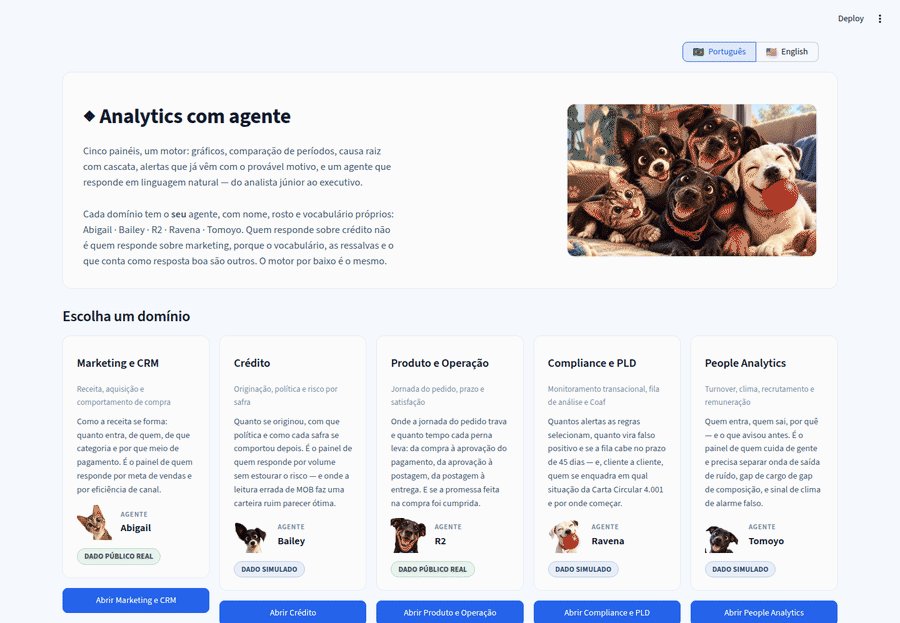 Deploy
Português
English
Analytics com agente
Cinco painéis, um motor: gráficos, comparação de períodos, causa raiz
com cascata, alertas que já vêm com o provável motivo, e um agente que
responde em linguagem natural — do analista júnior ao executivo.
Cada domínio tem o seu agente, com nome, rosto e vocabulário próprios:
Abigail · Bailey · R2 · Ravena · Tomoyo. Quem responde sobre crédito não
é quem responde sobre marketing, porque o vocabulário, as ressalvas e o
que conta como resposta boa são outros. O motor por baixo é o mesmo.
Escolha um domínio
Marketing e CRM
Receita, aquisição e
comportamento de compra
Como a receita se forma:
quanto entra, de quem, de que
categoria e por que meio de
pagamento. É o painel de quem
responde por meta de vendas e
por eficiência de canal.
AGENTE
Abigail
DADO PÚBLICO REAL
Abrir Marketing e CRM
Crédito
Originação, política e risco por
safra
Quanto se originou, com que
política e como cada safra se
comportou depois. É o painel de
quem responde por volume
sem estourar o risco — e onde a
leitura errada de MOB faz uma
carteira ruim parecer ótima.
AGENTE
Bailey
DADO SIMULADO
Abrir Crédito
Produto e Operação
Jornada do pedido, prazo e
satisfação
Onde a jornada do pedido trava
e quanto tempo cada perna
leva: da compra à aprovação do
pagamento, da aprovação à
postagem, da postagem à
entrega. E se a promessa feita
na compra foi cumprida.
AGENTE
R2
DADO PÚBLICO REAL
Abrir Produto e Operação
Compliance e PLD
Monitoramento transacional, fila
de análise e Coaf
Quantos alertas as regras
selecionam, quanto vira falso
positivo e se a fila cabe no prazo
de 45 dias — e, cliente a cliente,
quem se enquadra em qual
situação da Carta Circular 4.001
e por onde começar.
AGENTE
Ravena
DADO SIMULADO
Abrir Compliance e PLD
People Analytics
Turnover, clima, recrutamento e
remuneração
Quem entra, quem sai, por quê
— e o que avisou antes. É o
painel de quem cuida de gente
e precisa separar onda de saída
de ruído, gap de cargo de gap
de composição, e sinal de clima
de alarme falso.
AGENTE
Tomoyo
DADO SIMULADO
Abrir People Analytics